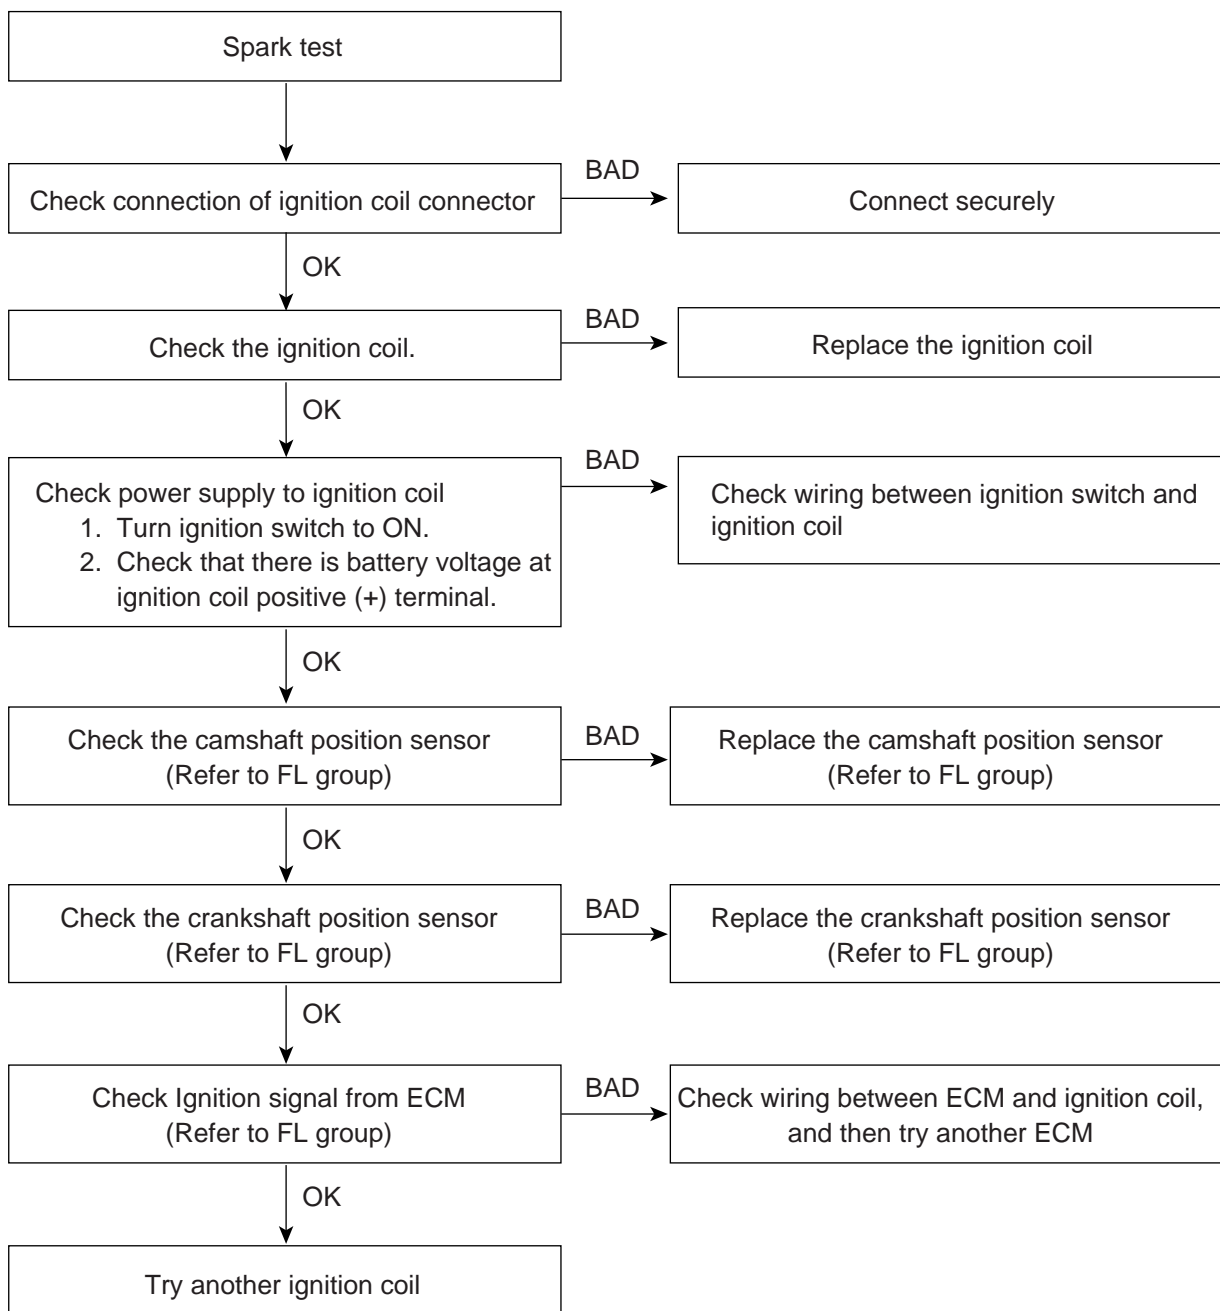 Spark test
Check connection of ignition coil connector
BAD
Connect securely
OK
Check the ignition coil.
BAD
Replace the ignition coil
OK
Check power supply to ignition coil
1. Turn ignition switch to ON.
2. Check that there is battery voltage at
ignition coil positive (+) terminal.
BAD
Check wiring between ignition switch and
ignition coil
OK
Check the camshaft position sensor
(Refer to FL group)
BAD
Replace the camshaft position sensor
(Refer to FL group)
OK
Check the crankshaft position sensor
(Refer to FL group)
BAD
Replace the crankshaft position sensor
(Refer to FL group)
OK
Check Ignition signal from ECM
(Refer to FL group)
BAD
Check wiring between ECM and ignition coil,
and then try another ECM
OK
Try another ignition coil